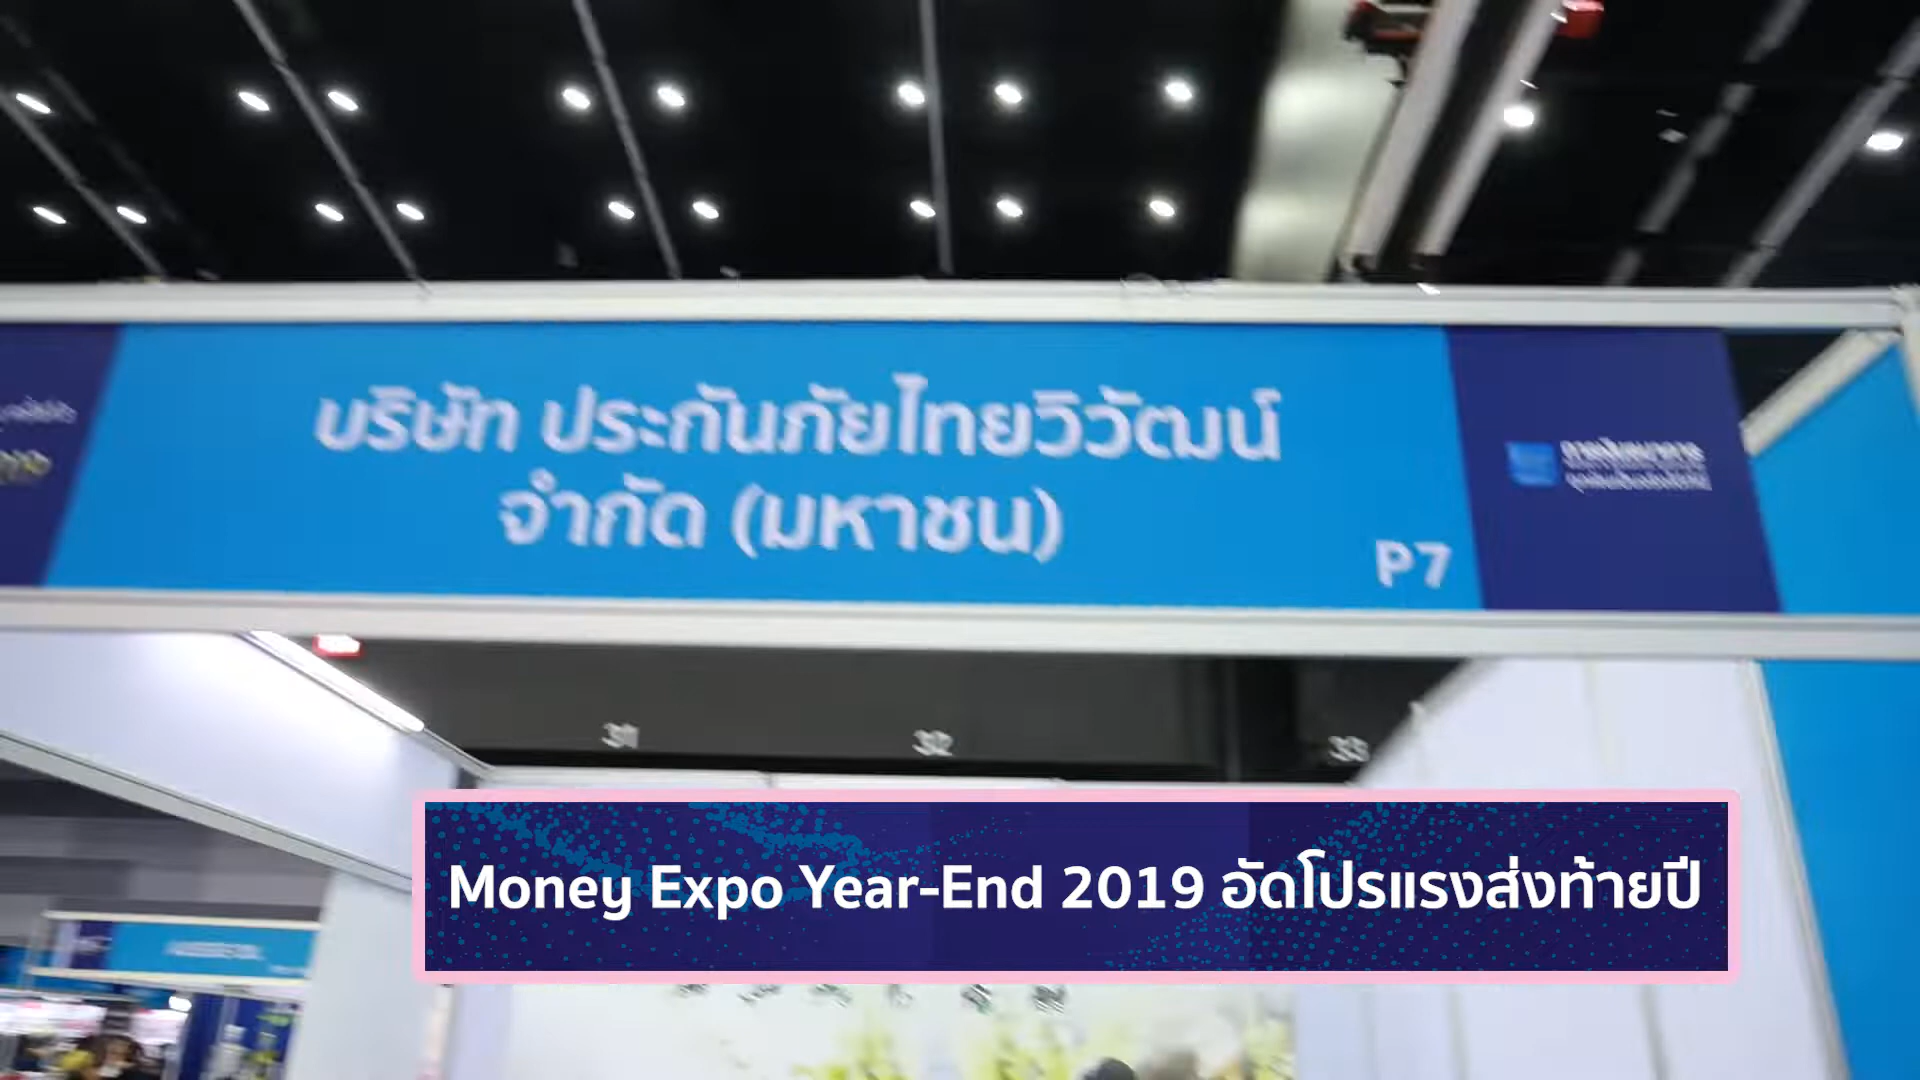 บริษัท ประกันภัยไทยวิวัฒน์
จำกัด (มหาชน)
P7
31
32
33
Money Expo Year-End 2019 อัดโปรแรงส่งท้ายปี